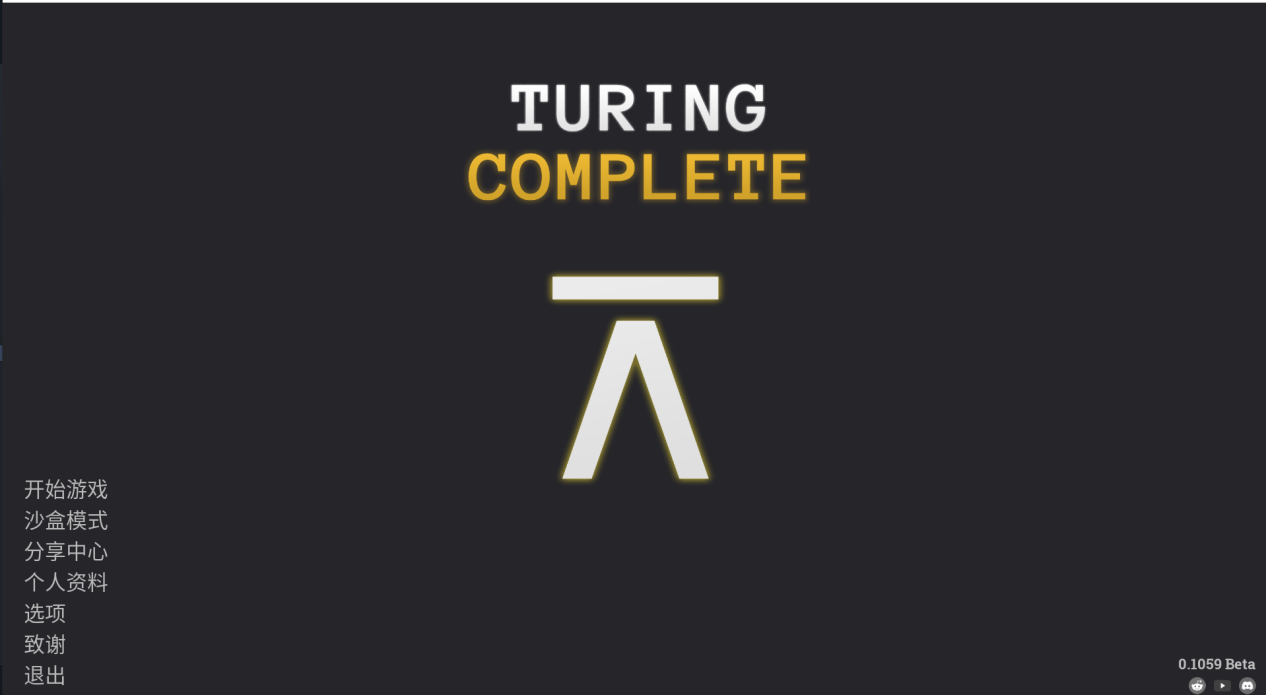 TURING
COMPLETE
开始游戏
沙盒模式
分享中心
个人资料
选项
致谢
退出
0.1059 Beta